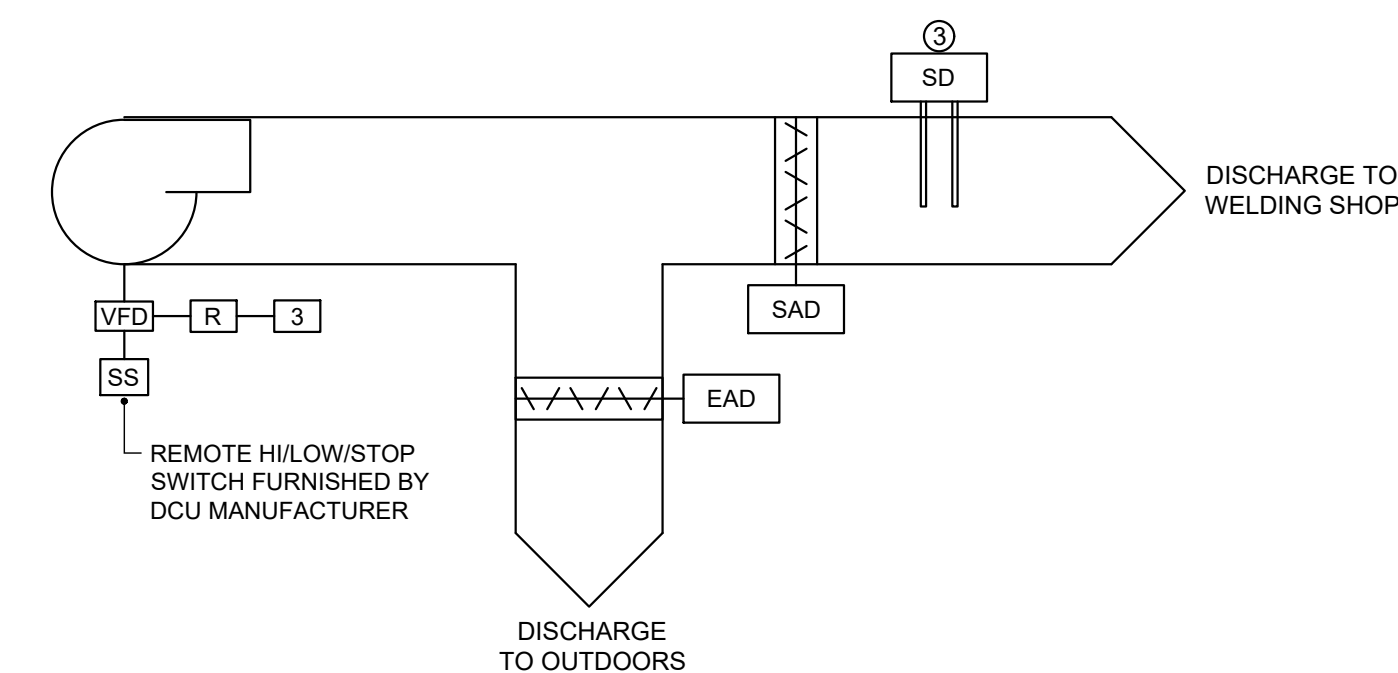 3
SD
DISCHARGE TO
WELDING SHOP
VFD
R
3
SAD
SS
EAD
REMOTE HI/LOW/STOP
SWITCH FURNISHED BY
DCU MANUFACTURER
DISCHARGE
TO OUTDOORS